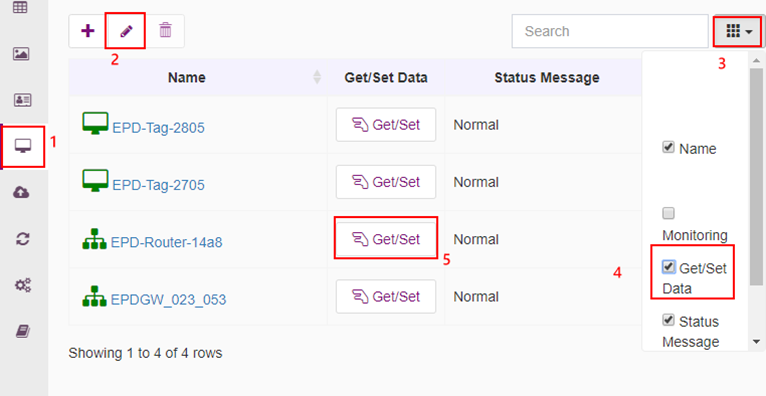 Search
2
3
Name
Get/Set Data
Status Message
1
EPD-Tag-2805
Get/Set
Normal
Name
EPD-Tag-2705
Get/Set
Normal
Monitoring
EPD-Router-14a8
Get/Set
Normal
5
4
Get/Set
Data
EPDGW_023_053
Get/Set
Normal
Status
Message
Showing 1 to 4 of 4 rows